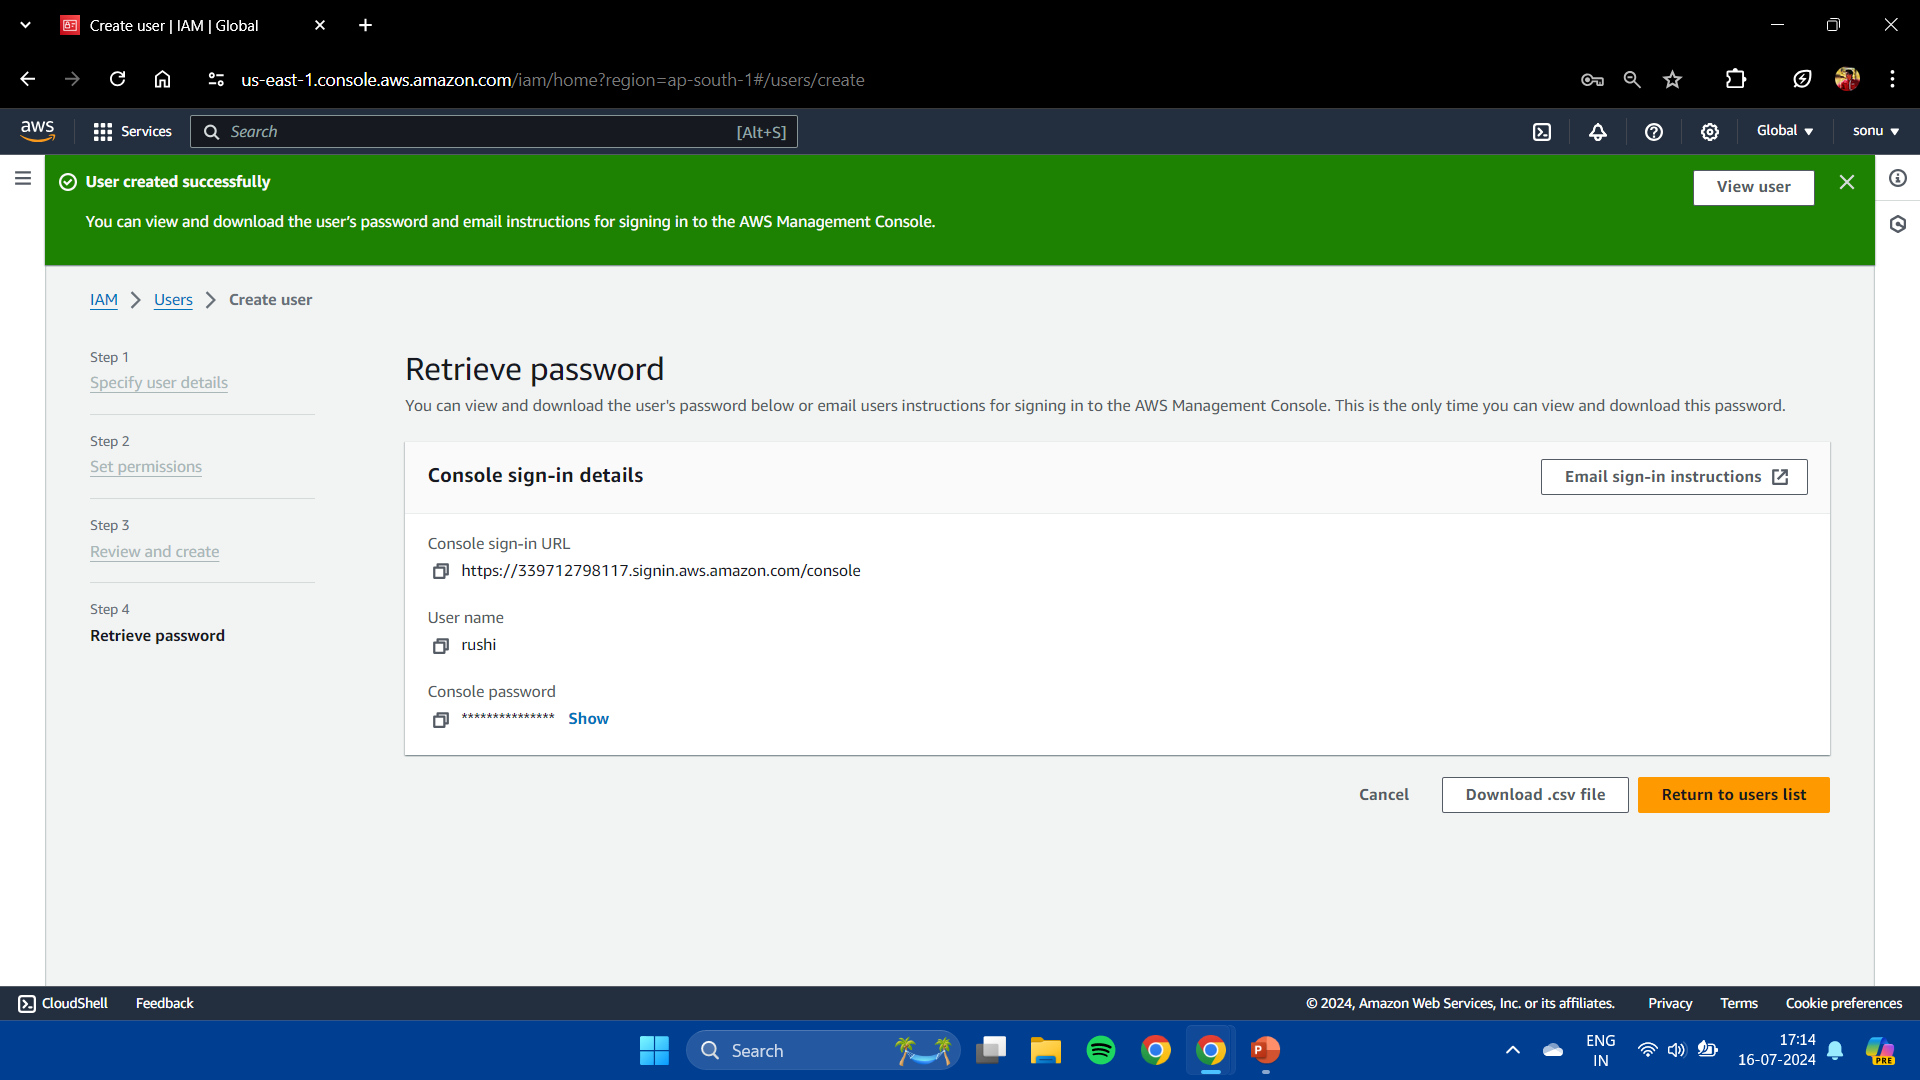 Create user | IAM | Global
us-east-1.console.aws.amazon.com/iam/home?region=ap-south-1#/users/create
aws
Services
Search
[Alt+S]
Global
sonu
User created successfully
View user
You can view and download the user's password and email instructions for signing in to the AWS Management Console.
IAM
Users
Create user
Step 1
Specify user details
Step 2
Set permissions
Step 3
Review and create
Step 4
Retrieve password
Retrieve password
You can view and download the user's password below or email users instructions for signing in to the AWS Management Console. This is the only time you can view and download this password.
Console sign-in details
Email sign-in instructions
Console sign-in URL
https://339712798117.signin.aws.amazon.com/console
User name
rushi
Console password
*************** Show
Cancel
Download .csv file
Return to users list
CloudShell
Feedback
© 2024, Amazon Web Services, Inc. or its affiliates.
Privacy
Terms
Cookie preferences
Search
P
ENG
IN
17:14
16-07-2024
PRE